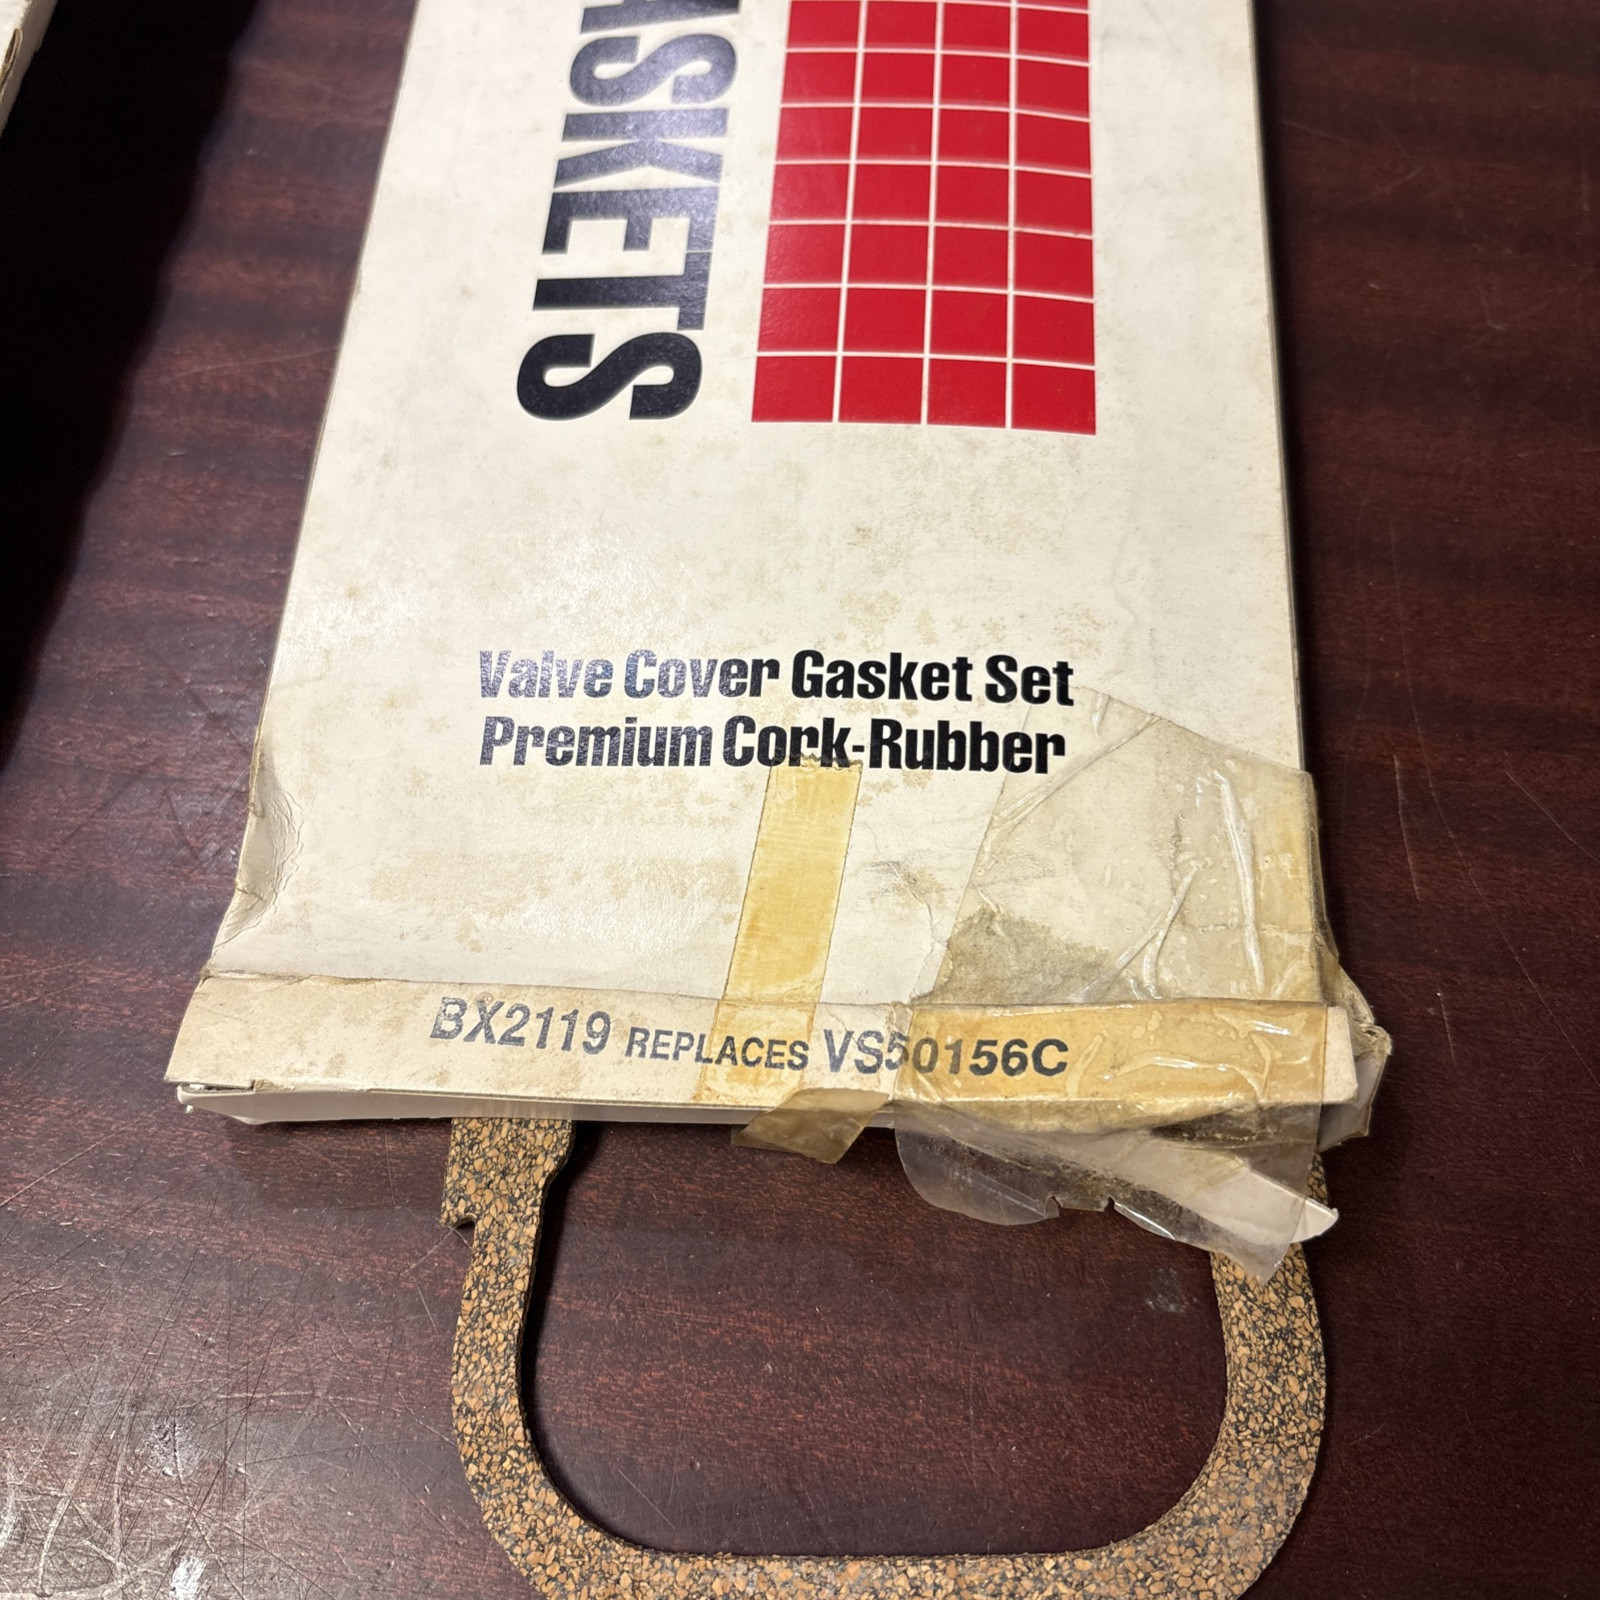 ASKETS
Valve Cover Gasket Set
Premium Cork-Rubber
BX2119 REPLACES VS50156C